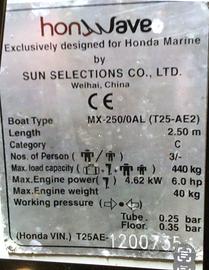 honwave
Exclusively designed for Honda Marine
by
SUN SELECTIONS CO., LTD.
Weihai, China
CE
Boat Type MX-250/0AL (T25-AE2)
Length 2.50 m
Category C
Nos. of Person ( / ) 3/-
Max. load capacity ( ) 440 kg
Max. Engine power ( ) 4.62 kW 6.0 hp
Max. Engine weight 40 kg
Working pressure ( )
Tube. 0.25 bar
Floor. 0.35 bar
(Honda VIN.) T25AE-1200735